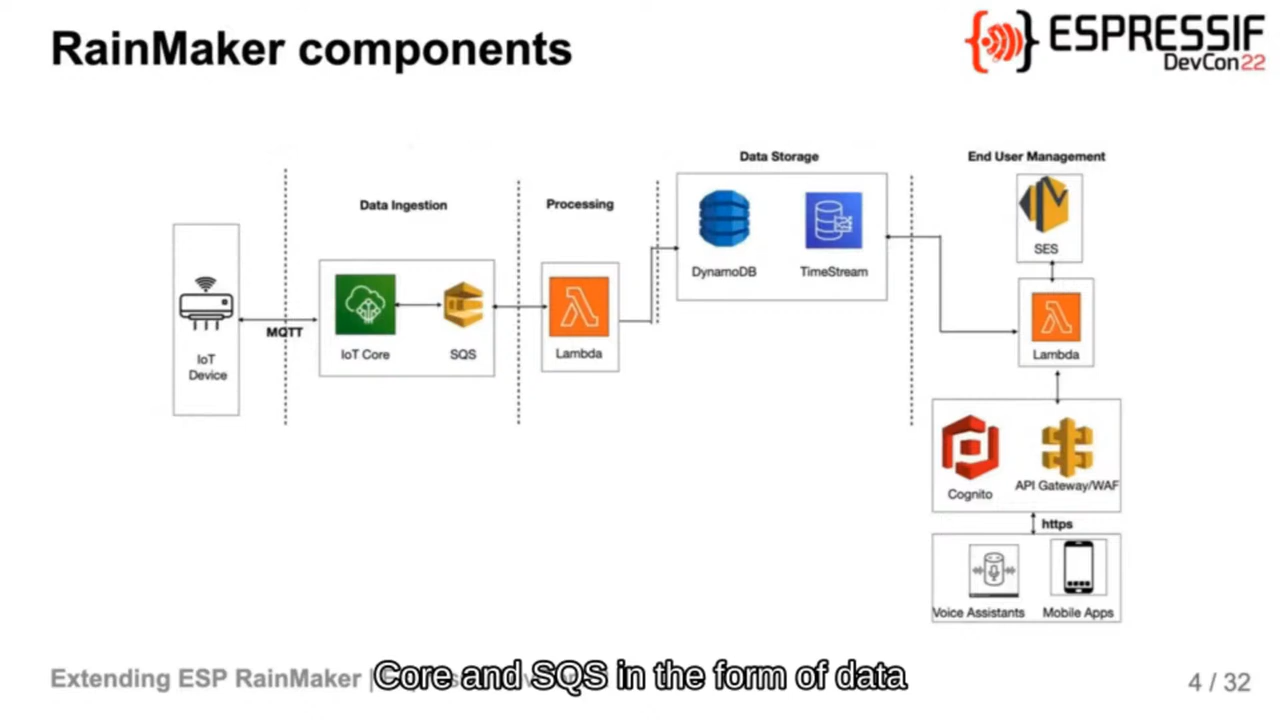 RainMaker components
ESPRESSIF
DevCon22
Data Storage
End User Management
Data Ingestion
Processing
SES
DynamoDB
TimeStream
MQTT
IoT Core
SQS
Lambda
Lambda
IoT
Device
Cognito
API Gateway/WAF
https
Voice Assistants
Mobile Apps
Extending ESP RainMaker |
Core and SQS in the form of data
4 / 32